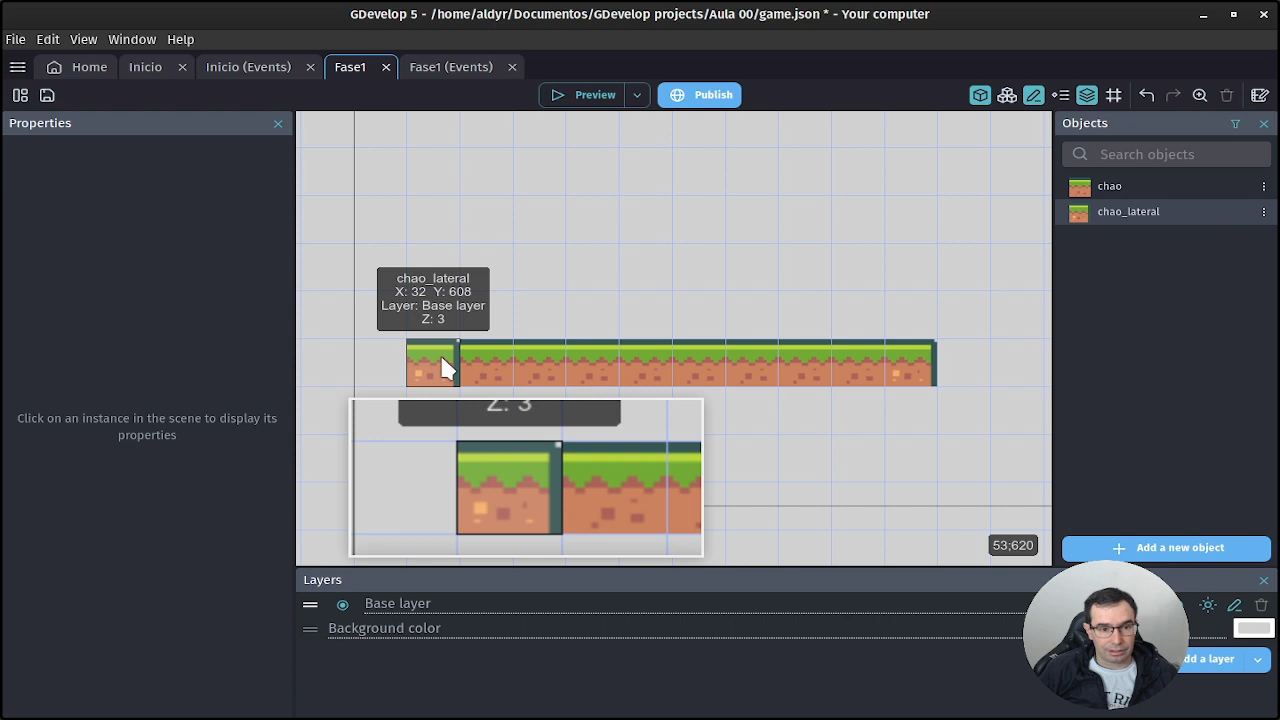 GDevelop 5 - /home/aldyr/Documentos/GDevelop projects/Aula 00/game.json * - Your computer
File Edit View Window Help
Home Inicio Inicio (Events) Fase1 Fase1 (Events)
Preview Publish
Properties
Objects
Search objects
chao
chao_lateral
chao_lateral
X: 32 Y: 608
Layer: Base layer
Z: 3
Click on an instance in the scene to display its
properties
Z: 3
53;620
Add a new object
Layers
Base layer
Background color
dd a layer